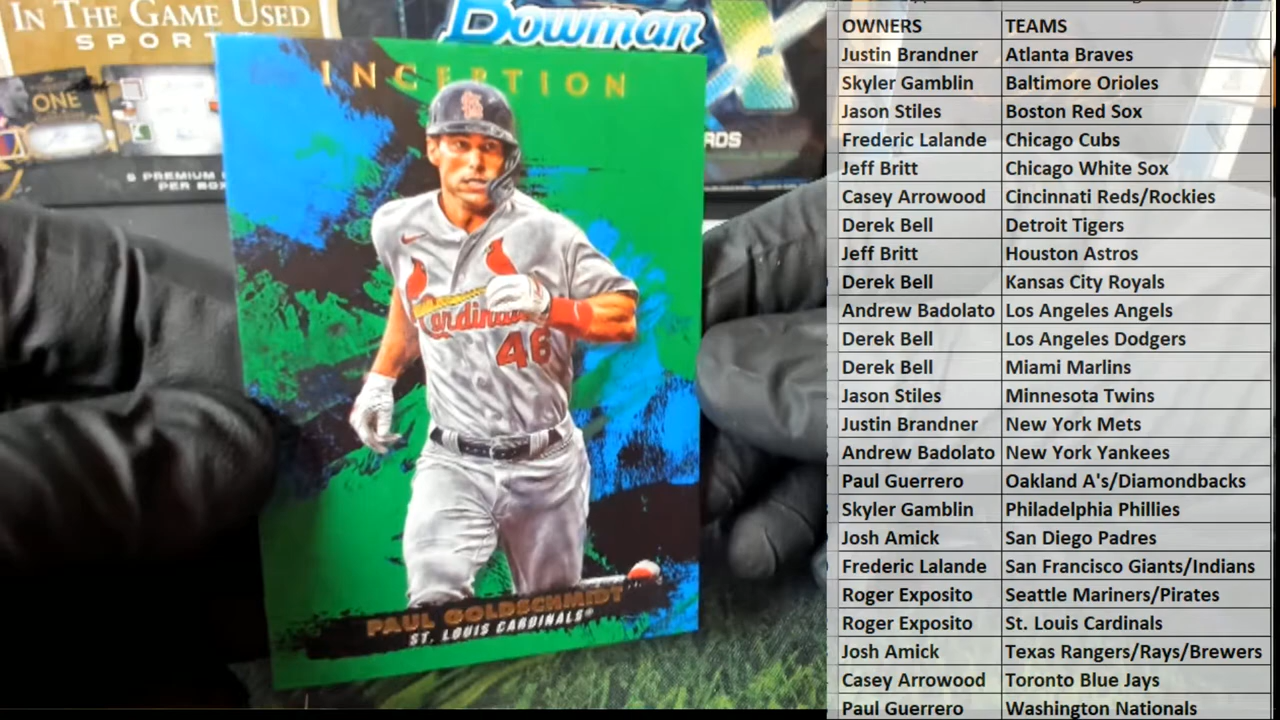 IN THE GAME USED
SPORTS
ONE
5 PREMIUM
PER BOX
Bowman
X
INCEPTION
Cardinals
46
PAUL GOLDSCHMIDT
ST. LOUIS CARDINALS
OWNERS TEAMS
Justin Brandner Atlanta Braves
Skyler Gamblin Baltimore Orioles
Jason Stiles Boston Red Sox
Frederic Lalande Chicago Cubs
Jeff Britt Chicago White Sox
Casey Arrowood Cincinnati Reds/Rockies
Derek Bell Detroit Tigers
Jeff Britt Houston Astros
Derek Bell Kansas City Royals
Andrew Badolato Los Angeles Angels
Derek Bell Los Angeles Dodgers
Derek Bell Miami Marlins
Jason Stiles Minnesota Twins
Justin Brandner New York Mets
Andrew Badolato New York Yankees
Paul Guerrero Oakland A's/Diamondbacks
Skyler Gamblin Philadelphia Phillies
Josh Amick San Diego Padres
Frederic Lalande San Francisco Giants/Indians
Roger Exposito Seattle Mariners/Pirates
Roger Exposito St. Louis Cardinals
Josh Amick Texas Rangers/Rays/Brewers
Casey Arrowood Toronto Blue Jays
Paul Guerrero Washington Nationals